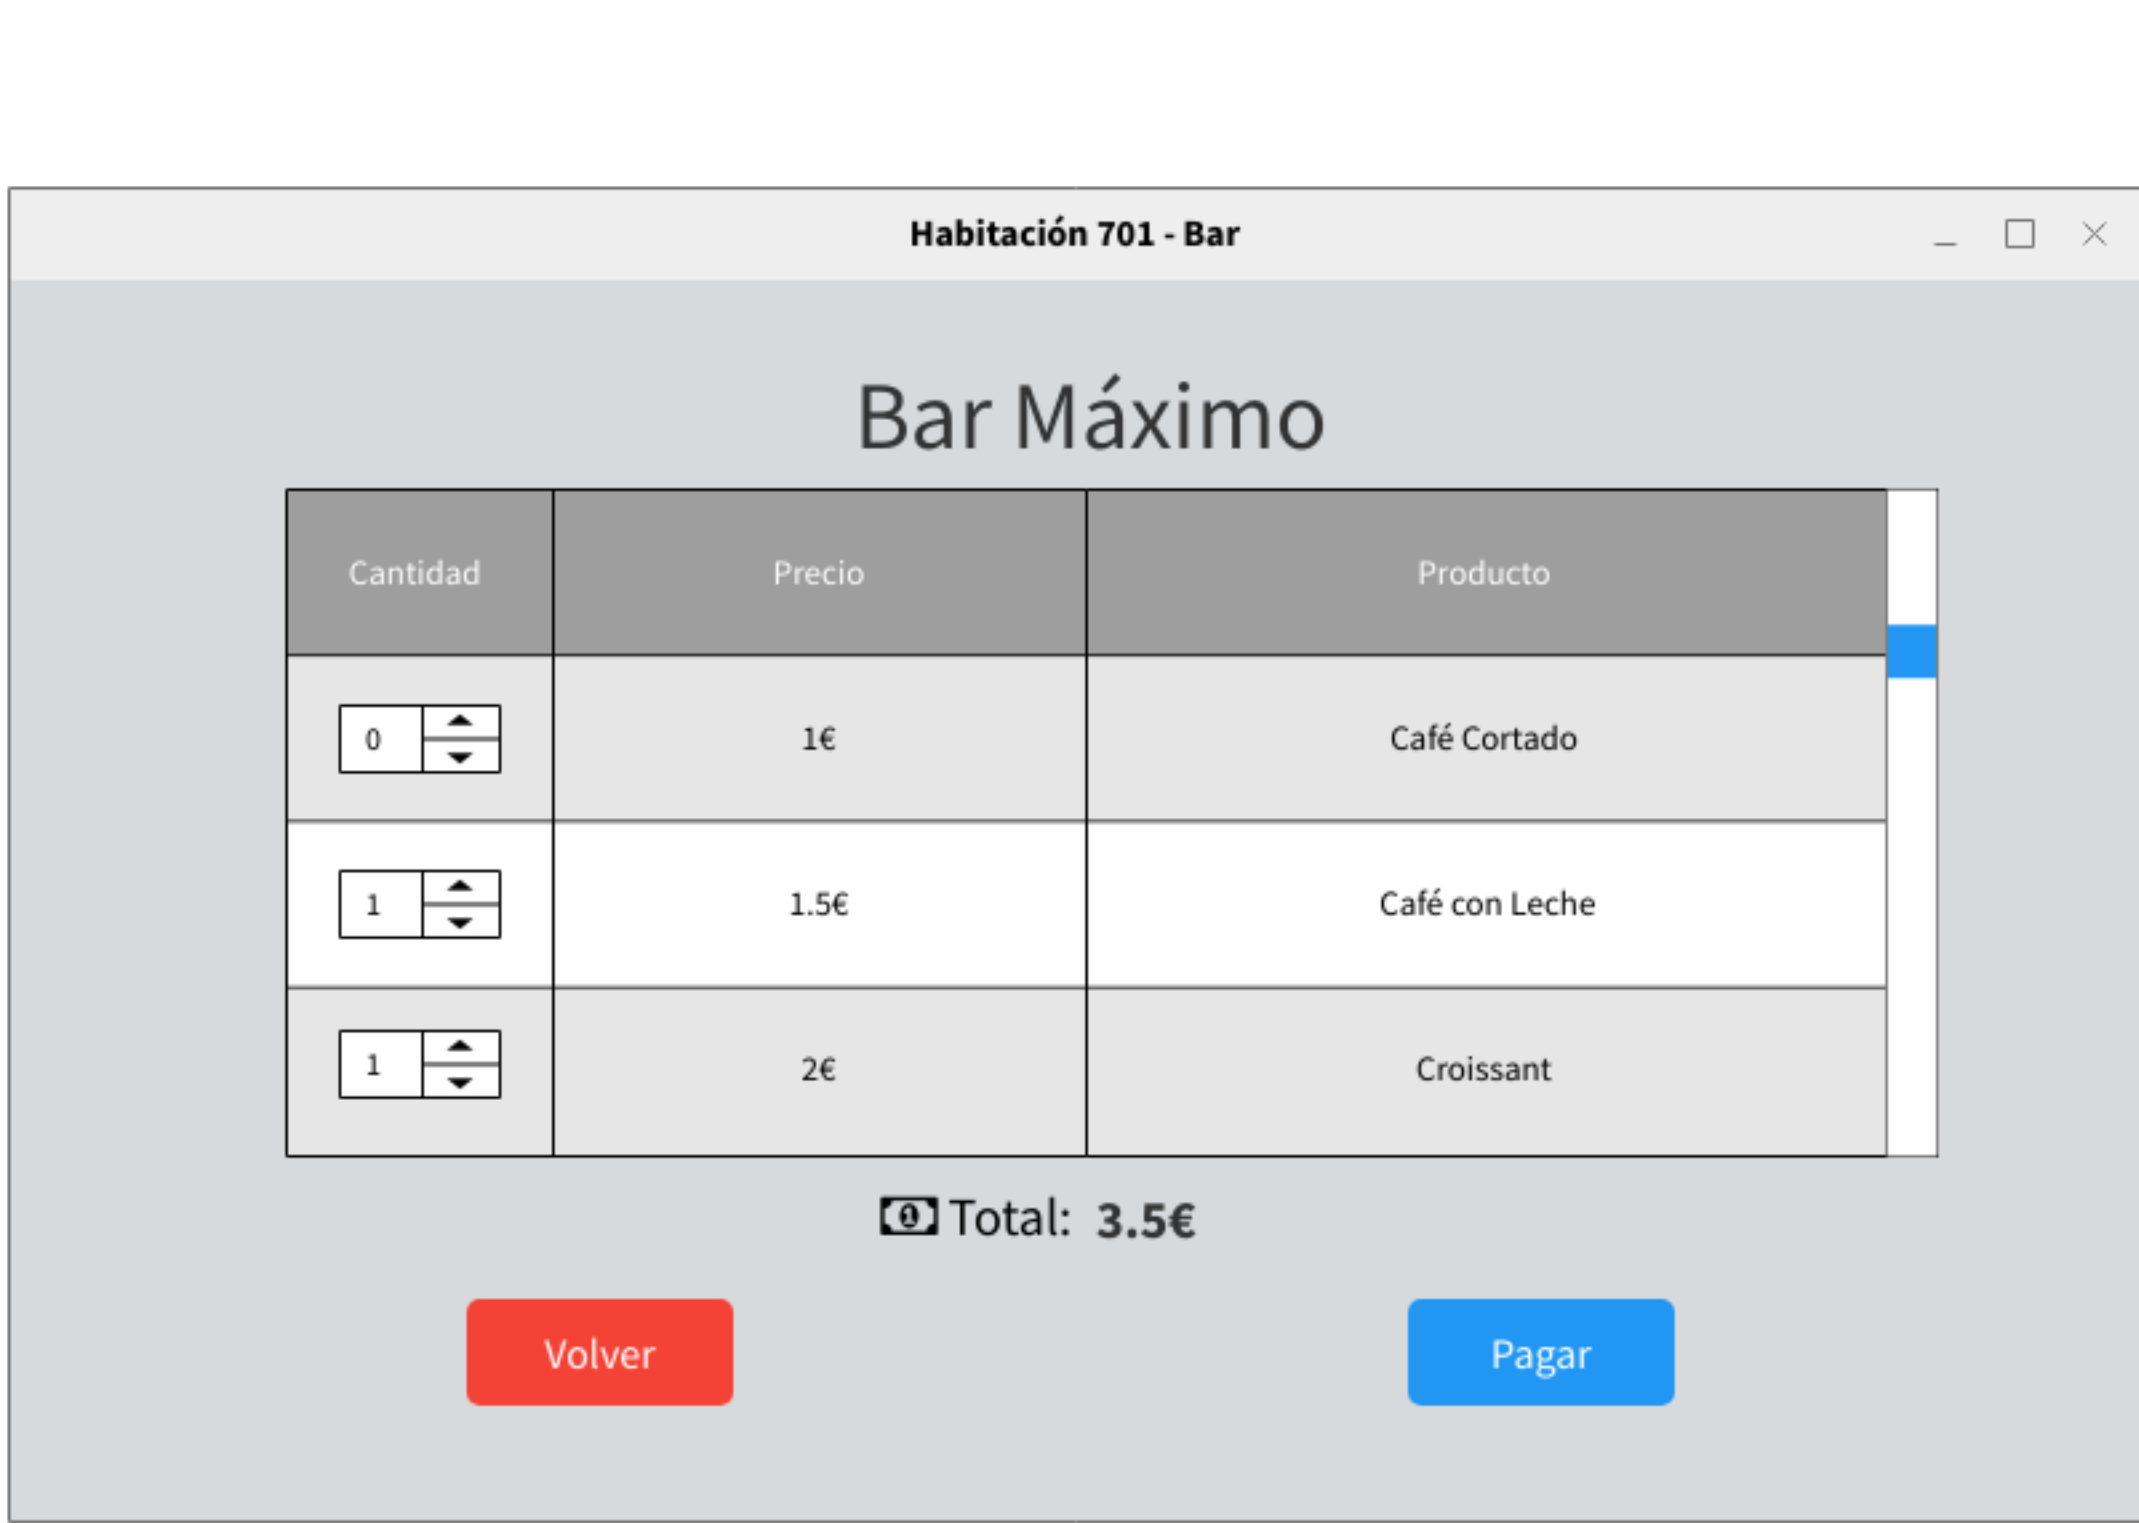 Habitación 701 - Bar
Bar Máximo
Cantidad Precio Producto
0 1€ Café Cortado
1 1.5€ Café con Leche
1 2€ Croissant
Total: 3.5€
Volver Pagar